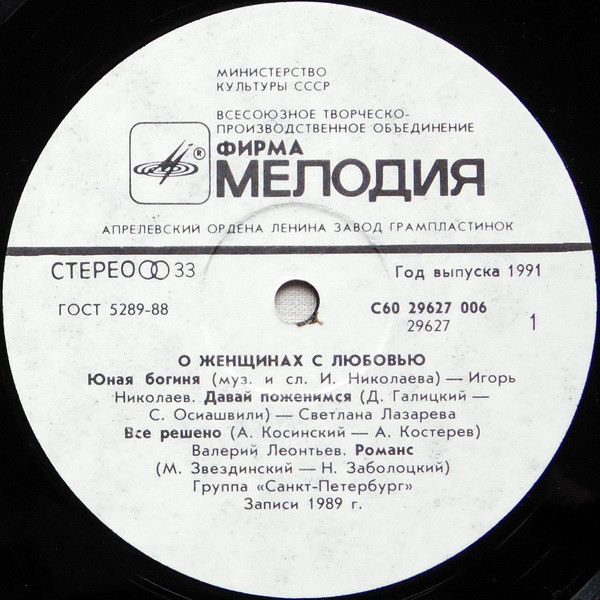 МИНИСТЕРСТВО
КУЛЬТУРЫ СССР
ВСЕСОЮЗНОЕ ТВОРЧЕСКО-
ПРОИЗВОДСТВЕННОЕ ОБЪЕДИНЕНИЕ
®
ФИРМА
МЕЛОДИЯ
АПРЕЛЕВСКИЙ ОРДЕНА ЛЕНИНА ЗАВОД ГРАМПЛАСТИНОК
СТЕРЕО 33
Год выпуска 1991
ГОСТ 5289-88
С60 29627 006
29627
1
О ЖЕНЩИНАХ С ЛЮБОВЬЮ
Юная богиня (муз. и сл. И. Николаева) — Игорь
Николаев. Давай поженимся (Д. Галицкий —
С. Осиашвили) — Светлана Лазарева
Все решено (А. Косинский — А. Костерев)
Валерий Леонтьев. Романс
(М. Звездинский — Н. Заболоцкий)
Группа «Санкт-Петербург»
Записи 1989 г.